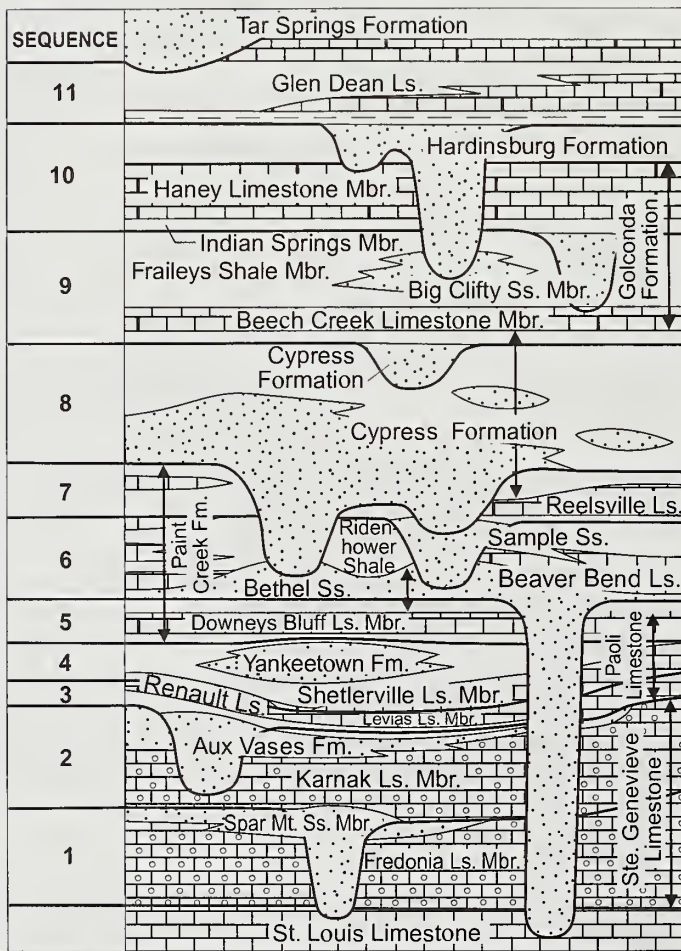 Tar Springs Formation
SEQUENCE
11
Glen Dean Ls.
Hardinsburg Formation
10
Haney Limestone Mbr.
Indian Springs Mbr.
Golconda
Formation
9
Fraileys Shale Mbr.
Big Clifty Ss. Mbr.
Beech Creek Limestone Mbr.
Cypress
Formation
8
Cypress Formation
7
Reelsville Ls.
Paint
Creek Fm.
6
Riden-
hower
Shale
Sample Ss.
Bethel Ss.
Beaver Bend Ls.
5
Downeys Bluff Ls. Mbr.
Paoli
Limestone
4
Yankeetown Fm.
3
Renault Ls.
Shetlerville Ls. Mbr.
Levias Ls. Mbr.
2
Aux Vases Fm.
Karnak Ls. Mbr.
Ste. Genevieve
Limestone
Spar Mt. Ss. Mbr
1
Fredonia Ls. Mbr.
St. Louis Limestone